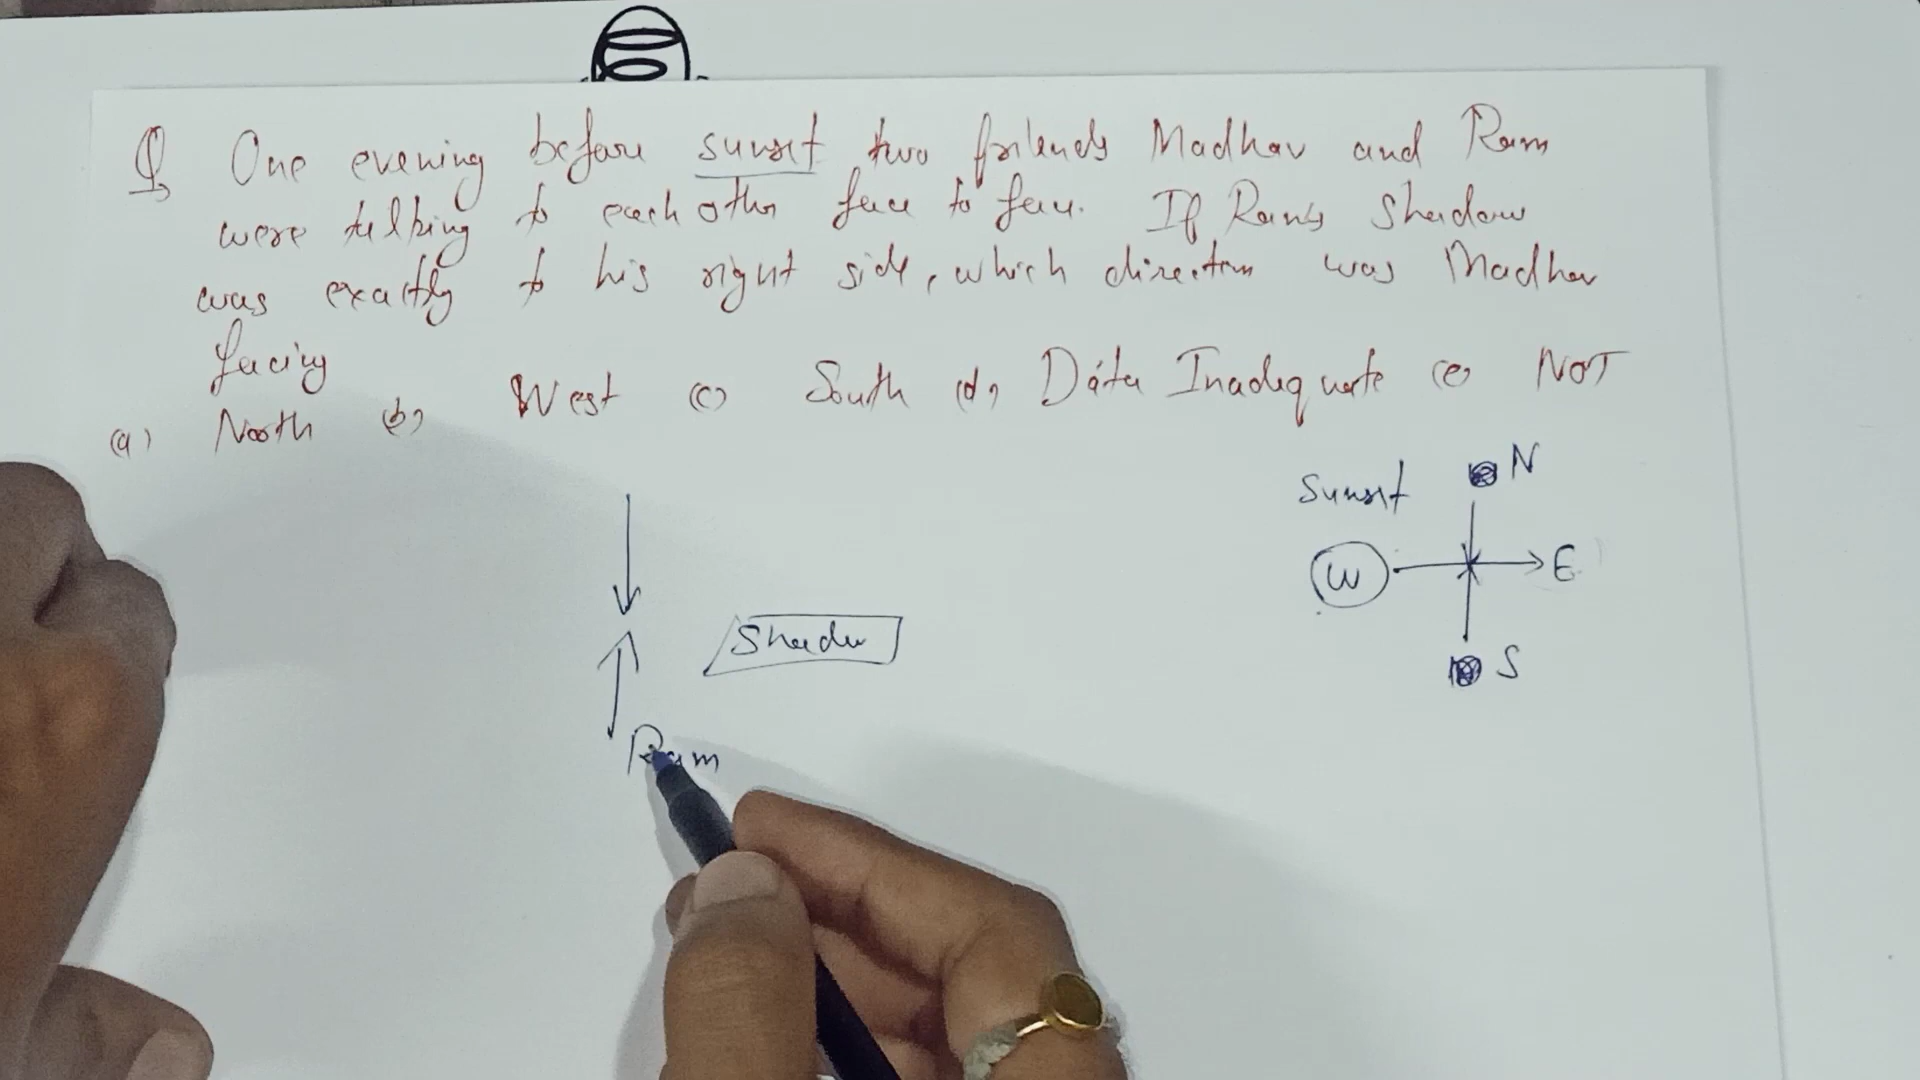 Q One evening before sunset two friends Madhav and Ram
were talking to each other face to face. If Ram's Shadow
was exactly to his right side, which direction was Madhav
facing
(a) North (b) West (c) South (d) Data Inadequate (e) NOT
Sunset N
W E
Shadow
S
Ram